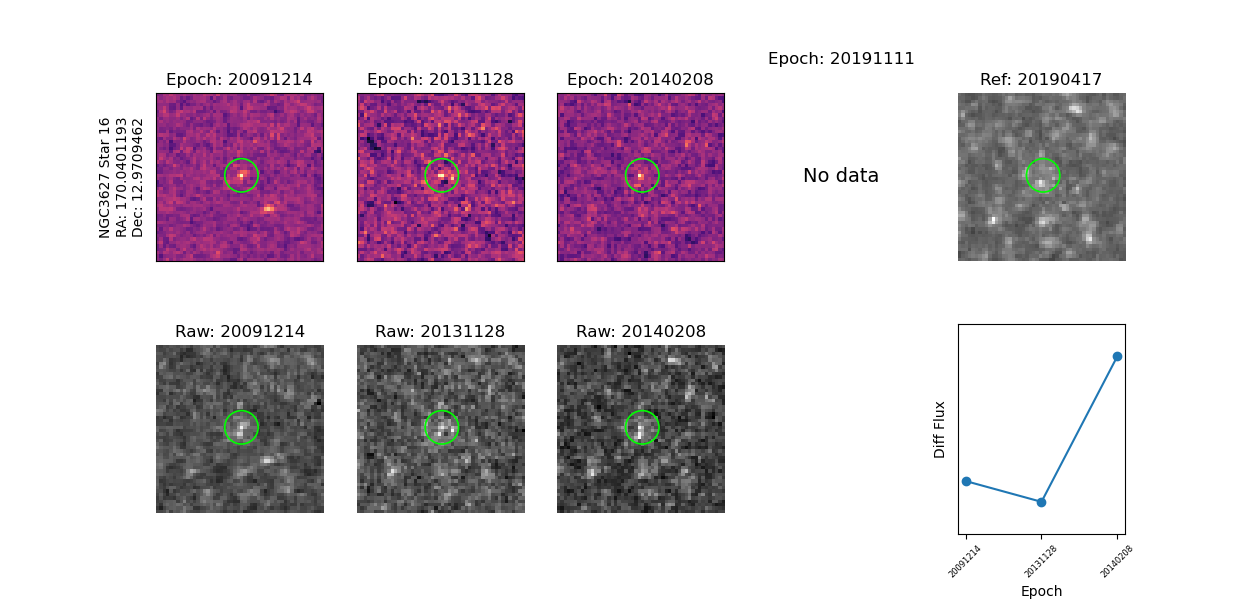 Epoch: 20091214
Epoch: 20131128
Epoch: 20140208
Epoch: 20191111
Ref: 20190417
NGC3627 Star 16
RA: 170.0401193
Dec: 12.9709462
No data
Raw: 20091214
Raw: 20131128
Raw: 20140208
Diff Flux
20091214
20131128
20140208
Epoch